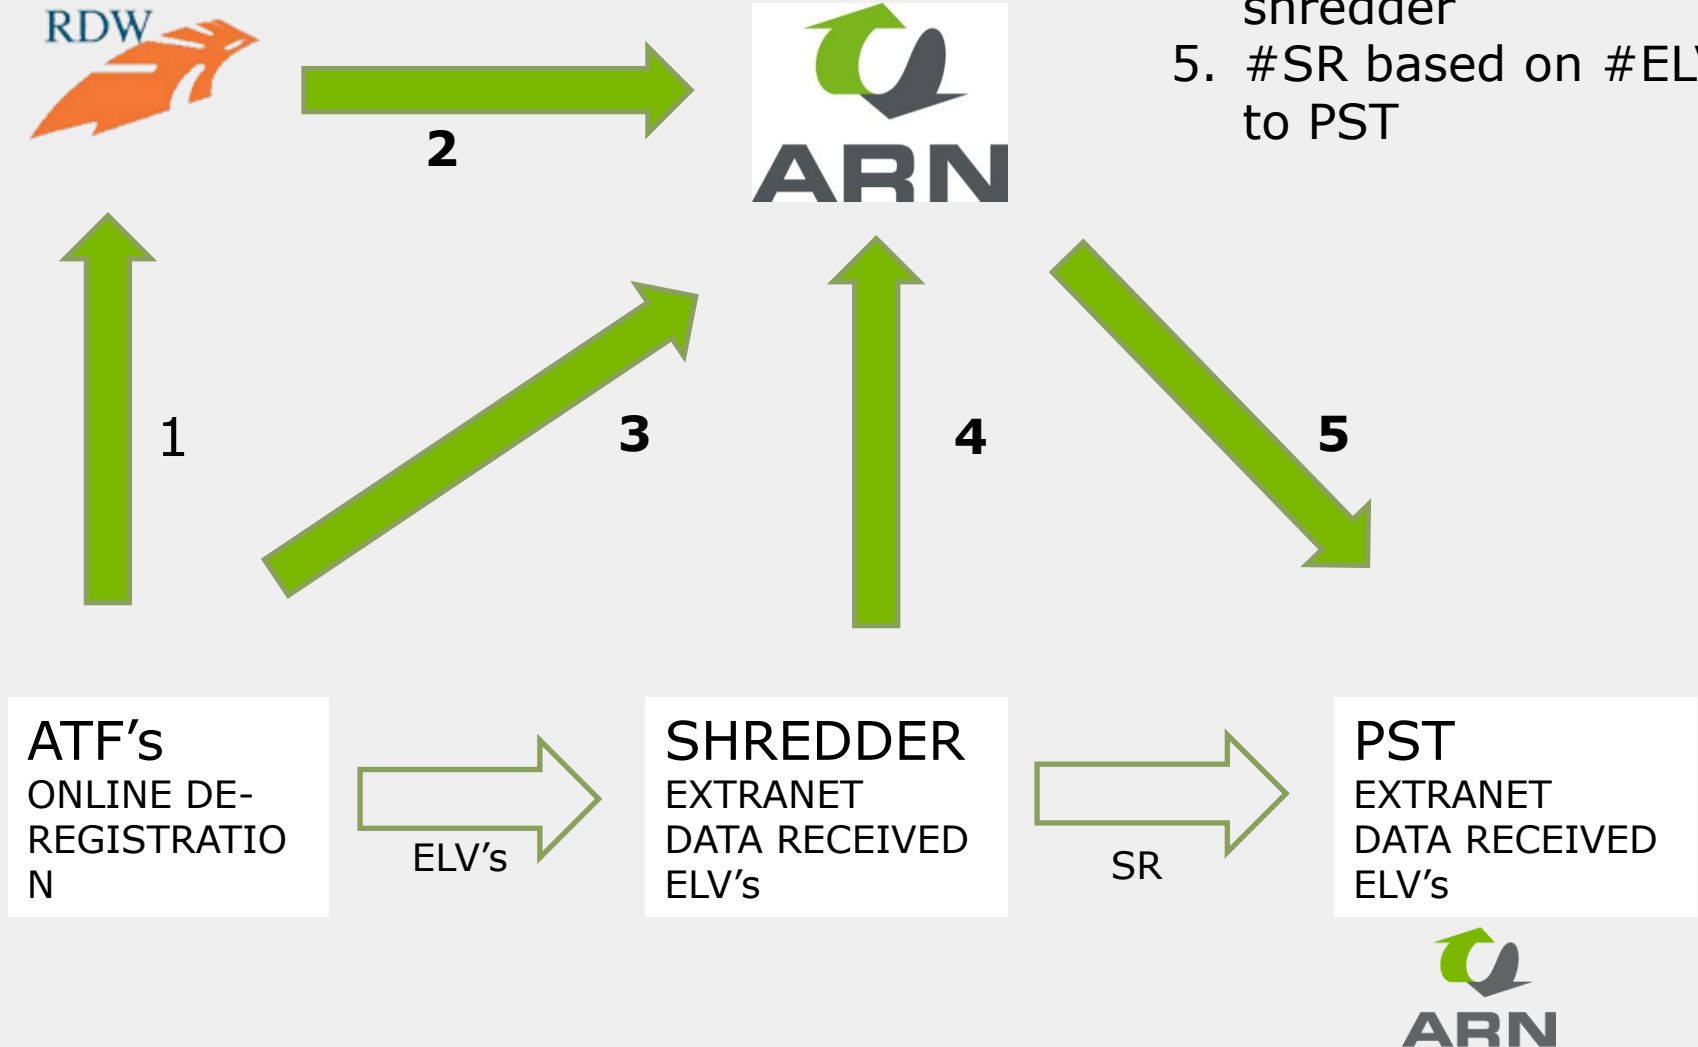 RDW
ARN
shredder
5. #SR based on #EL
to PST
2
1
3
4
5
ATF’s
ONLINE DE-
REGISTRATIO
N
ELV’s
SHREDDER
EXTRANET
DATA RECEIVED
ELV’s
SR
PST
EXTRANET
DATA RECEIVED
ELV’s
ARN